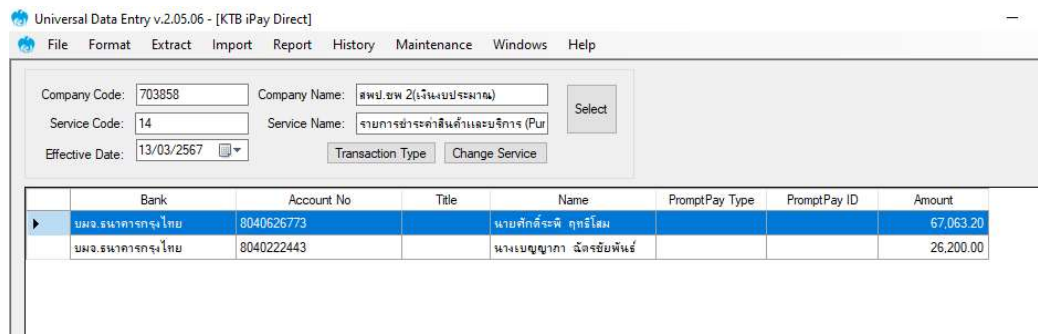 Universal Data Entry v.2.05.06 - [KTB iPay Direct]
File Format Extract Import Report History Maintenance Windows Help
Company Code: 703858 Company Name: สพป.ชพ 2(เงินงบประมาณ) Select
Service Code: 14 Service Name: รายการชำระค่าสินค้าและบริการ (Pur
Effective Date: 13/03/2567 Transaction Type Change Service
Bank Account No Title Name PromptPay Type PromptPay ID Amount
บมจ.ธนาคารกรุงไทย 8040626773 นายศักดิ์ระพี ฤทธิโสม 67,063.20
บมจ.ธนาคารกรุงไทย 8040222443 นางเบญญาภา ฉัตรชัยพันธ์ 26,200.00